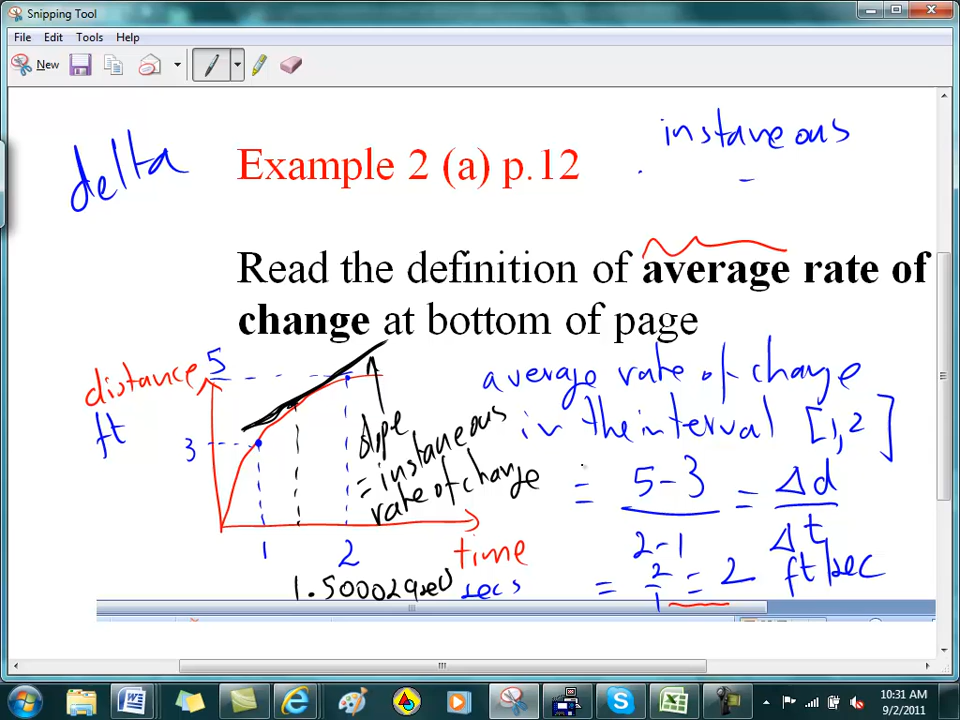 Snipping Tool
File Edit Tools Help
New
delta
instaneous
Example 2 (a) p.12
Read the definition of average rate of
change at bottom of page
distance
ft
5
3
1
2
time
secs
slope
= instaneous
rate of change
average rate of change
in the interval [1,2]
= 5-3 = Δd
2-1 Δt
= 2 = 2 ft/sec
1
10:31 AM
9/2/2011